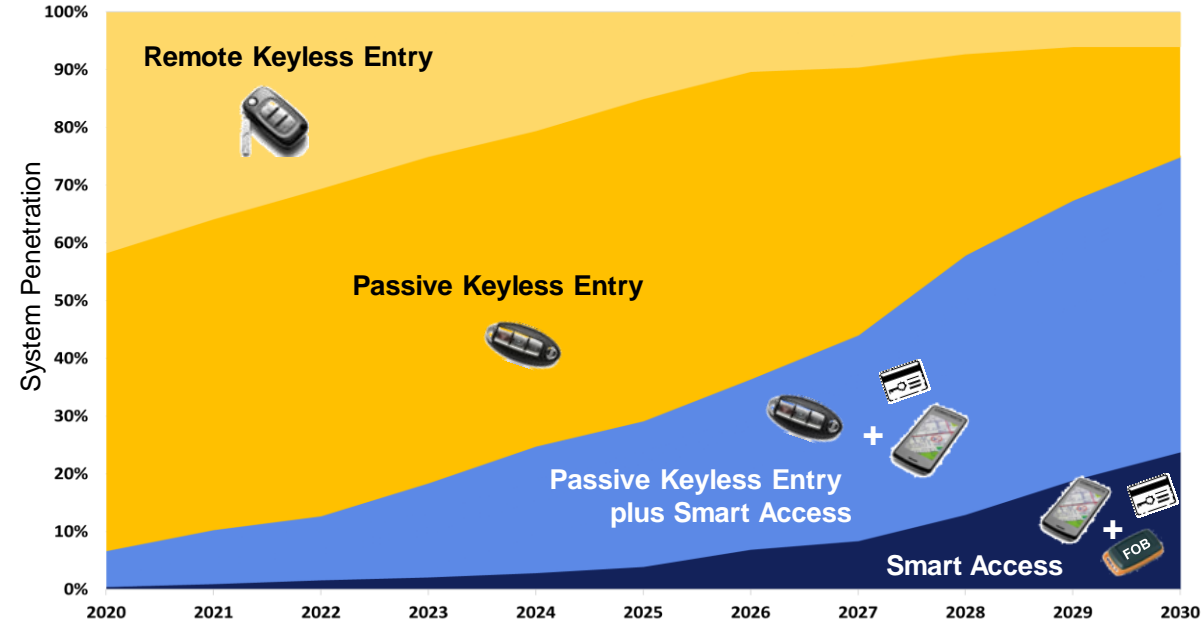 100%
90%
80%
70%
60%
50%
40%
30%
20%
10%
0%
System Penetration
Remote Keyless Entry
Passive Keyless Entry
+
Passive Keyless Entry
plus Smart Access
+
FOB
Smart Access
2020 2021 2022 2023 2024 2025 2026 2027 2028 2029 2030